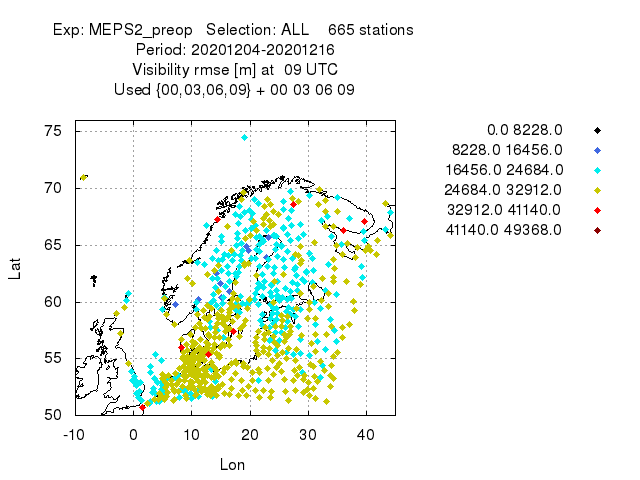 Exp: MEPS2_preop   Selection: ALL    665 stations
Period: 20201204-20201216
Visibility rmse [m] at  09 UTC
Used {00,03,06,09} + 00 03 06 09
0.0 8228.0
8228.0 16456.0
16456.0 24684.0
24684.0 32912.0
32912.0 41140.0
41140.0 49368.0
Lat
75
70
65
60
55
50
-10 0 10 20 30 40
Lon